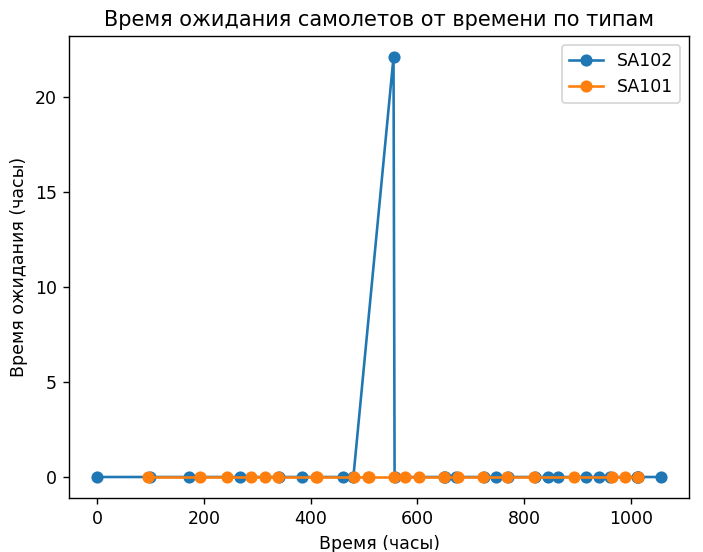 Время ожидания самолетов от времени по типам
SA102
SA101
Время ожидания (часы)
20
15
10
5
0
0 200 400 600 800 1000
Время (часы)